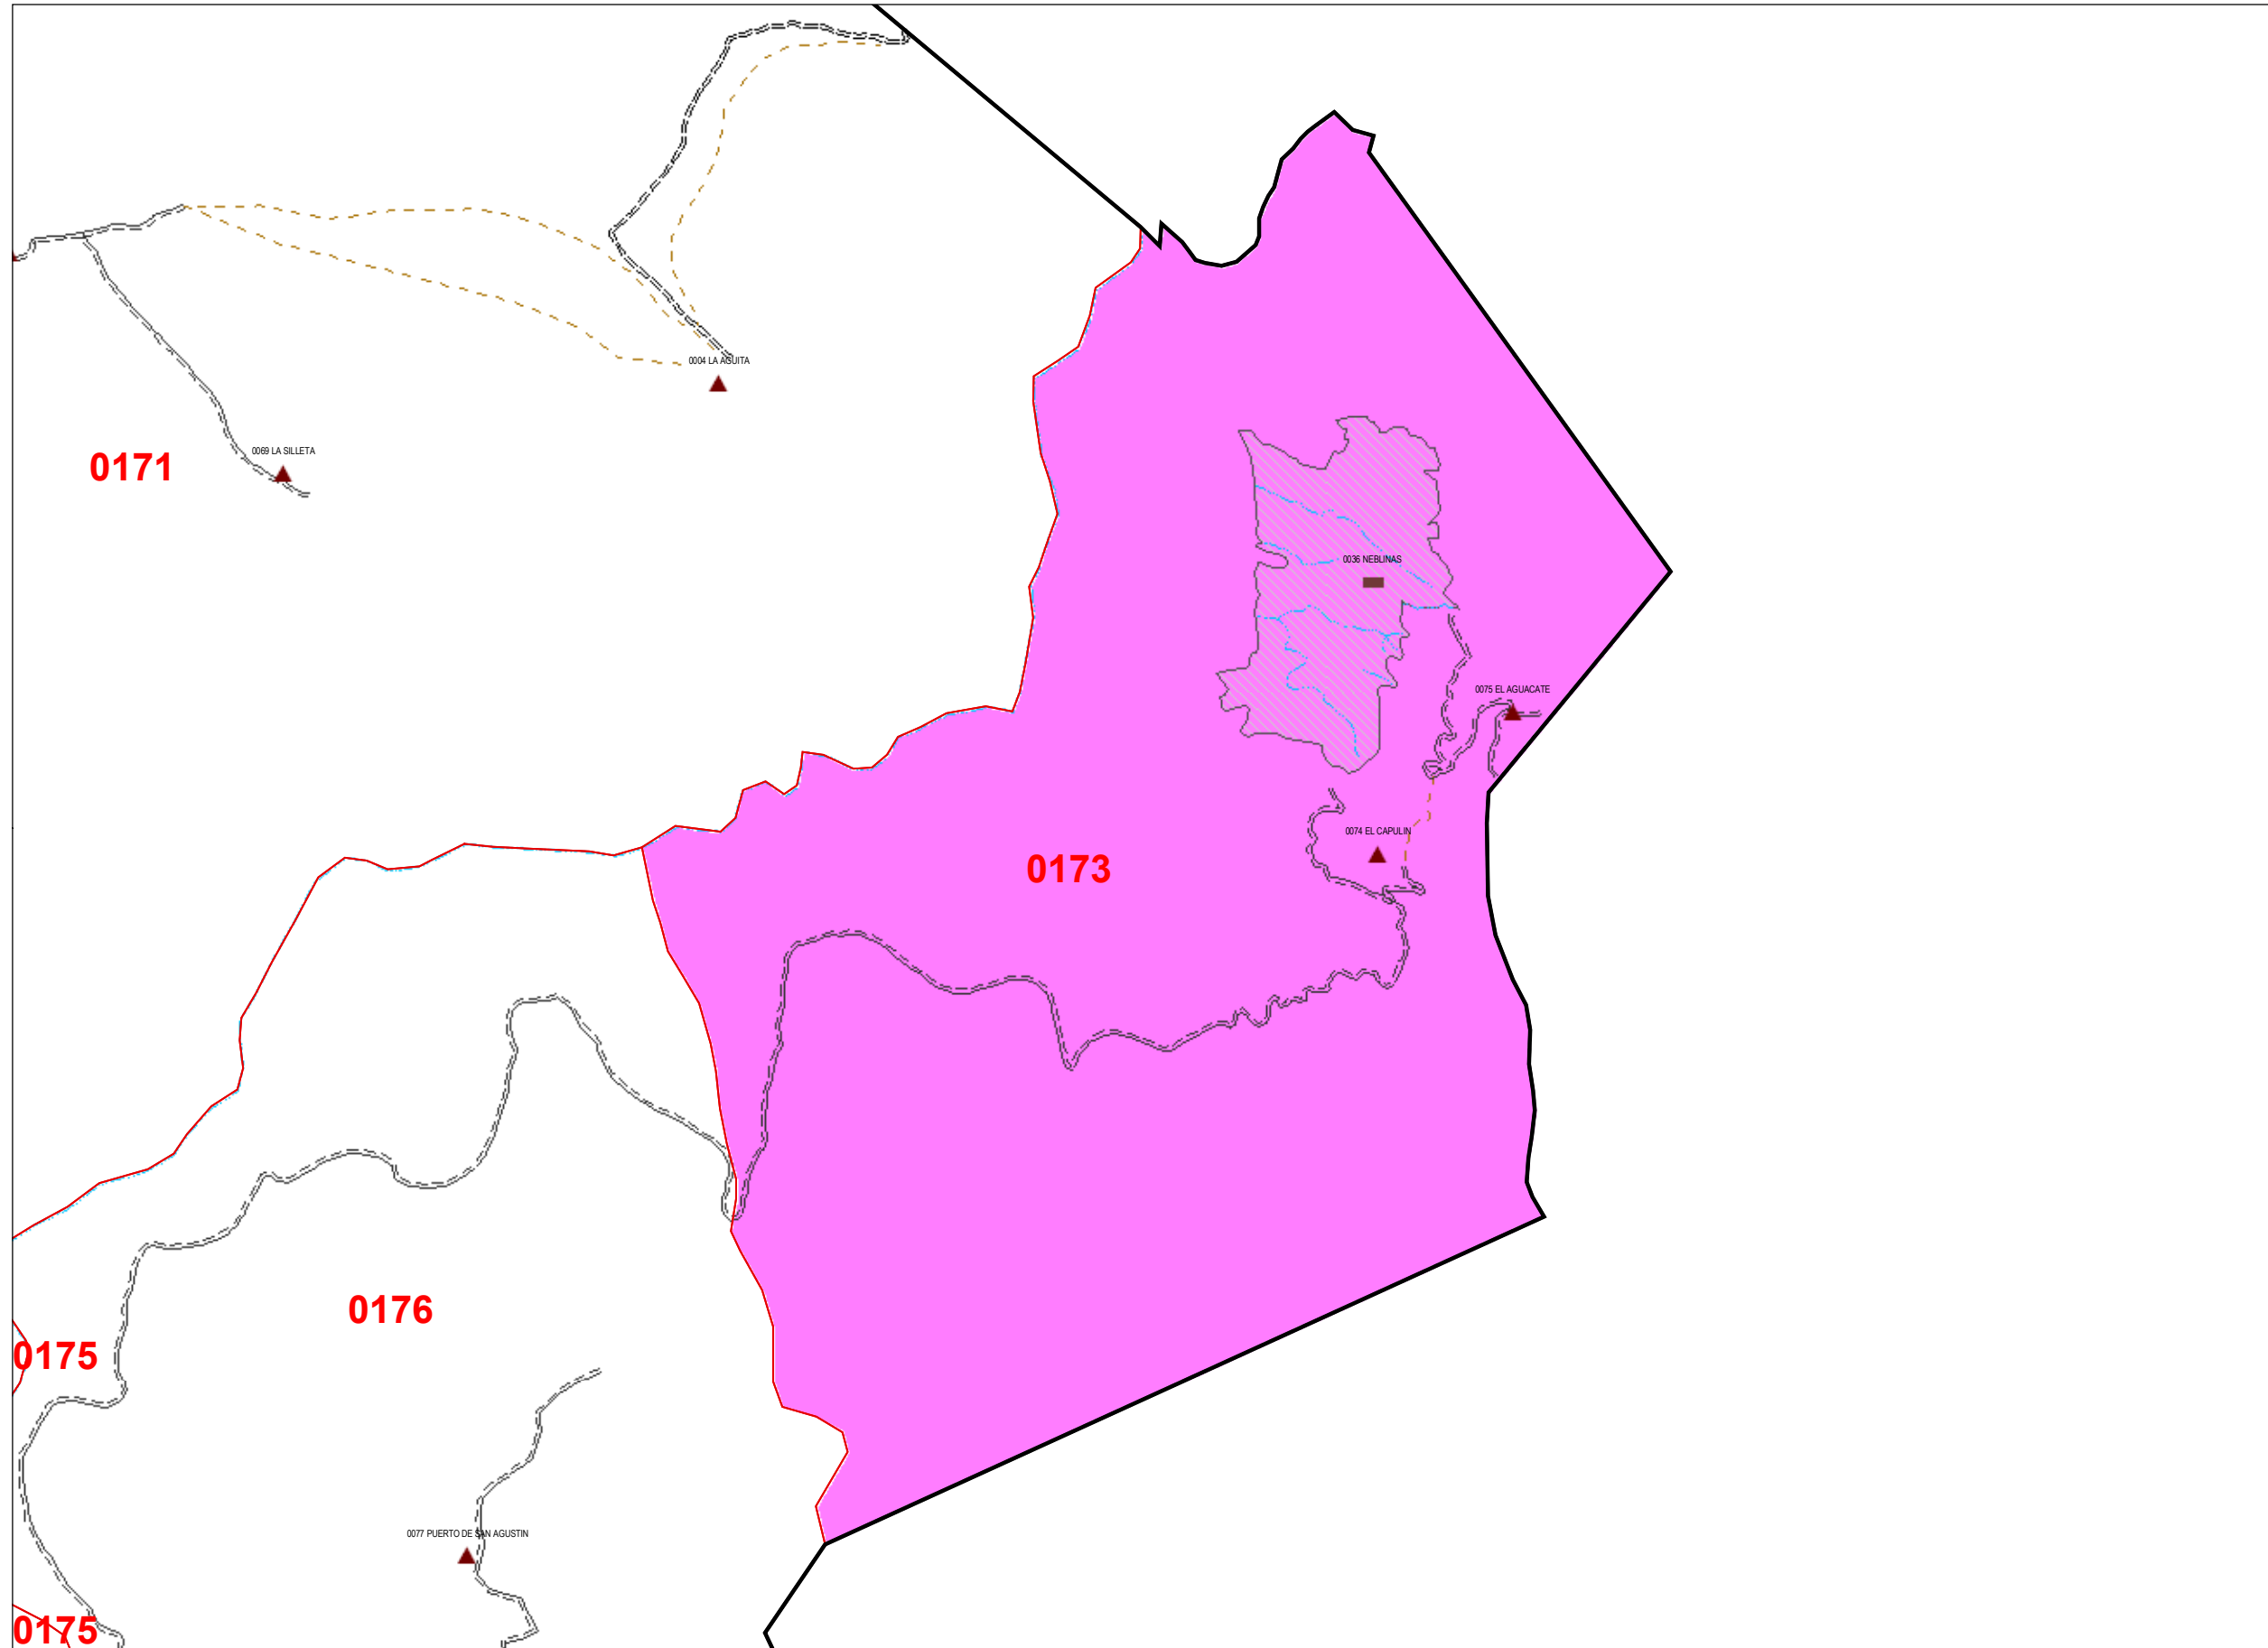 0004 LA AGUITA
0069 LA SILLETA
0171
0036 NEBLINAS
0075 EL AGUACATE
0074 EL CAPULIN
0173
0176
0175
0077 PUERTO DE SAN AGUSTIN
0175